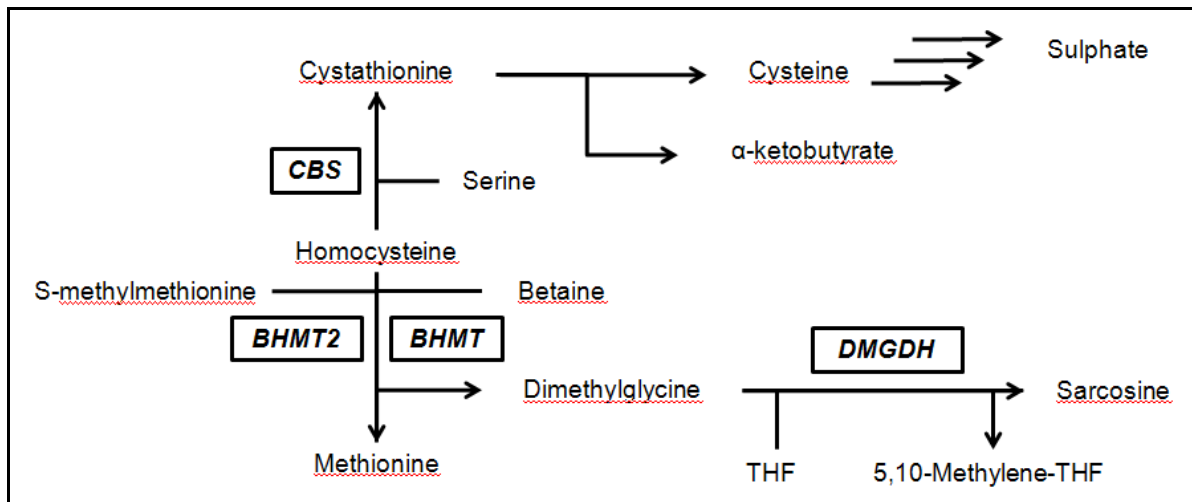 Sulphate
Cystathionine
Cysteine
α-ketobutyrate
CBS
Serine
Homocysteine
S-methylmethionine
Betaine
BHMT2
BHMT
DMGDH
Dimethylglycine
Sarcosine
Methionine
THF
5,10-Methylene-THF